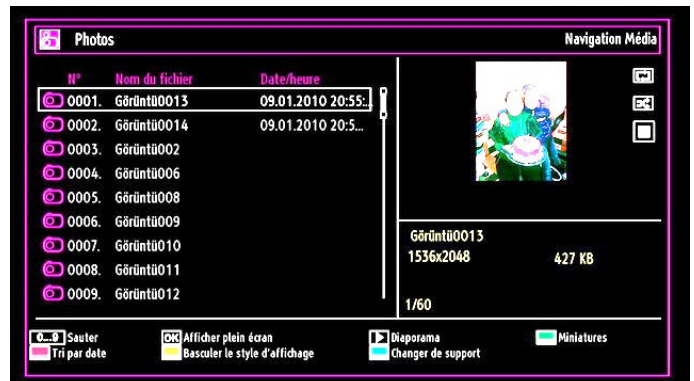 Photos
Navigation Média
N° Nom du fichier Date/heure
0001. Görüntü0013 09.01.2010 20:55:..
0002. Görüntü0014 09.01.2010 20:5...
0003. Görüntü002
0004. Görüntü006
0005. Görüntü008
0006. Görüntü009
0007. Görüntü010
0008. Görüntü011
0009. Görüntü012
Görüntü0013
1536x2048 427 KB
1/60
0...9 Sauter OK Afficher plein écran Diaporama Miniatures
Tri par date Basculer le style d'affichage Changer de support